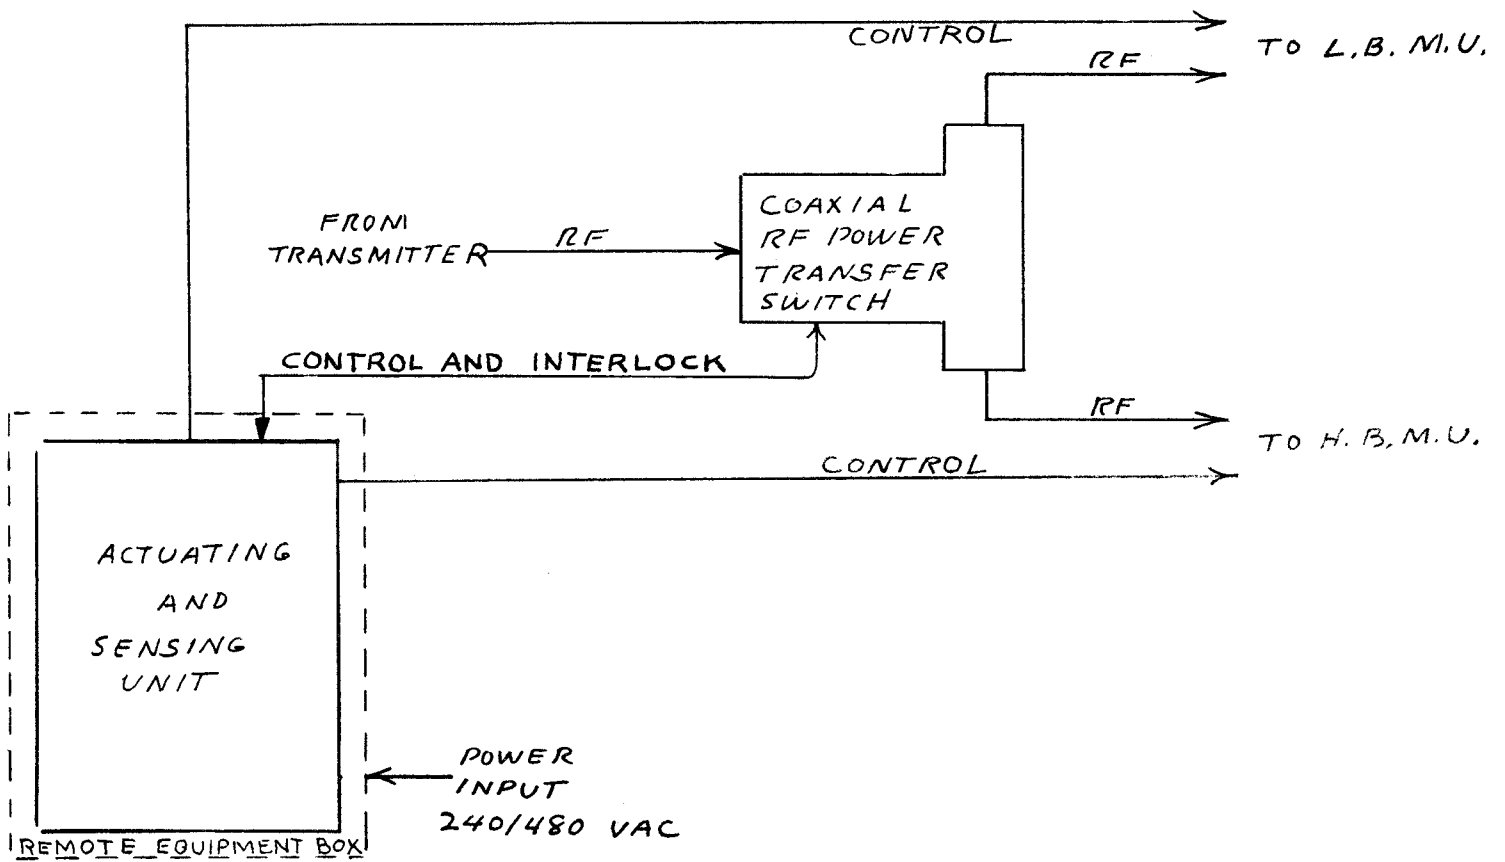 CONTROL
TO L.B. M.U.
RF
COAXIAL
RF POWER
TRANSFER
SWITCH
FROM
TRANSMITTER
RF
CONTROL AND INTERLOCK
RF
TO H.B.M.U.
CONTROL
ACTUATING
AND
SENSING
UNIT
POWER
INPUT
240/480 VAC
REMOTE EQUIPMENT BOX